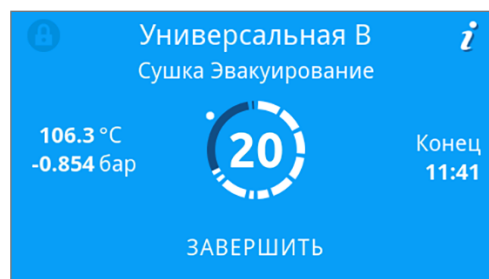 Универсальная B
i
Сушка Эвакуирование
106.3 °C
-0.854 бар
20
Конец
11:41
ЗАВЕРШИТЬ